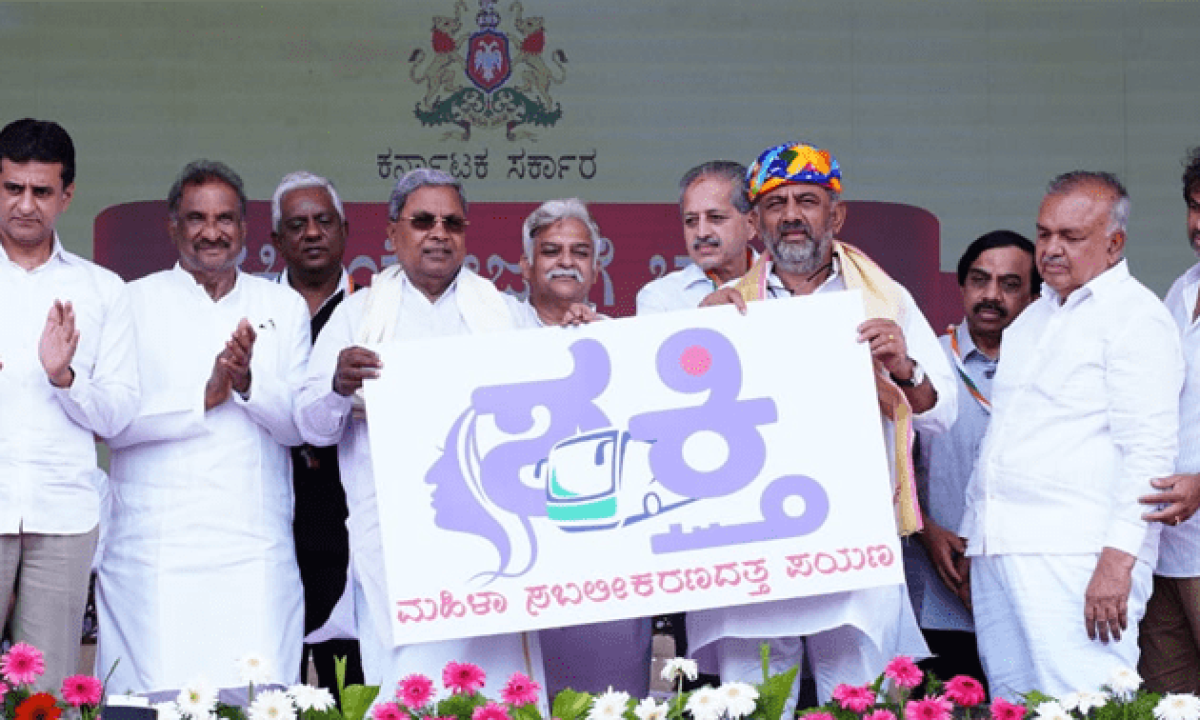 ಕರ್ನಾಟಕ ಸರ್ಕಾರ
ಶಕ್ತಿ
ಮಹಿಳಾ ಸಬಲೀಕರಣದತ್ತ ಪಯಣ